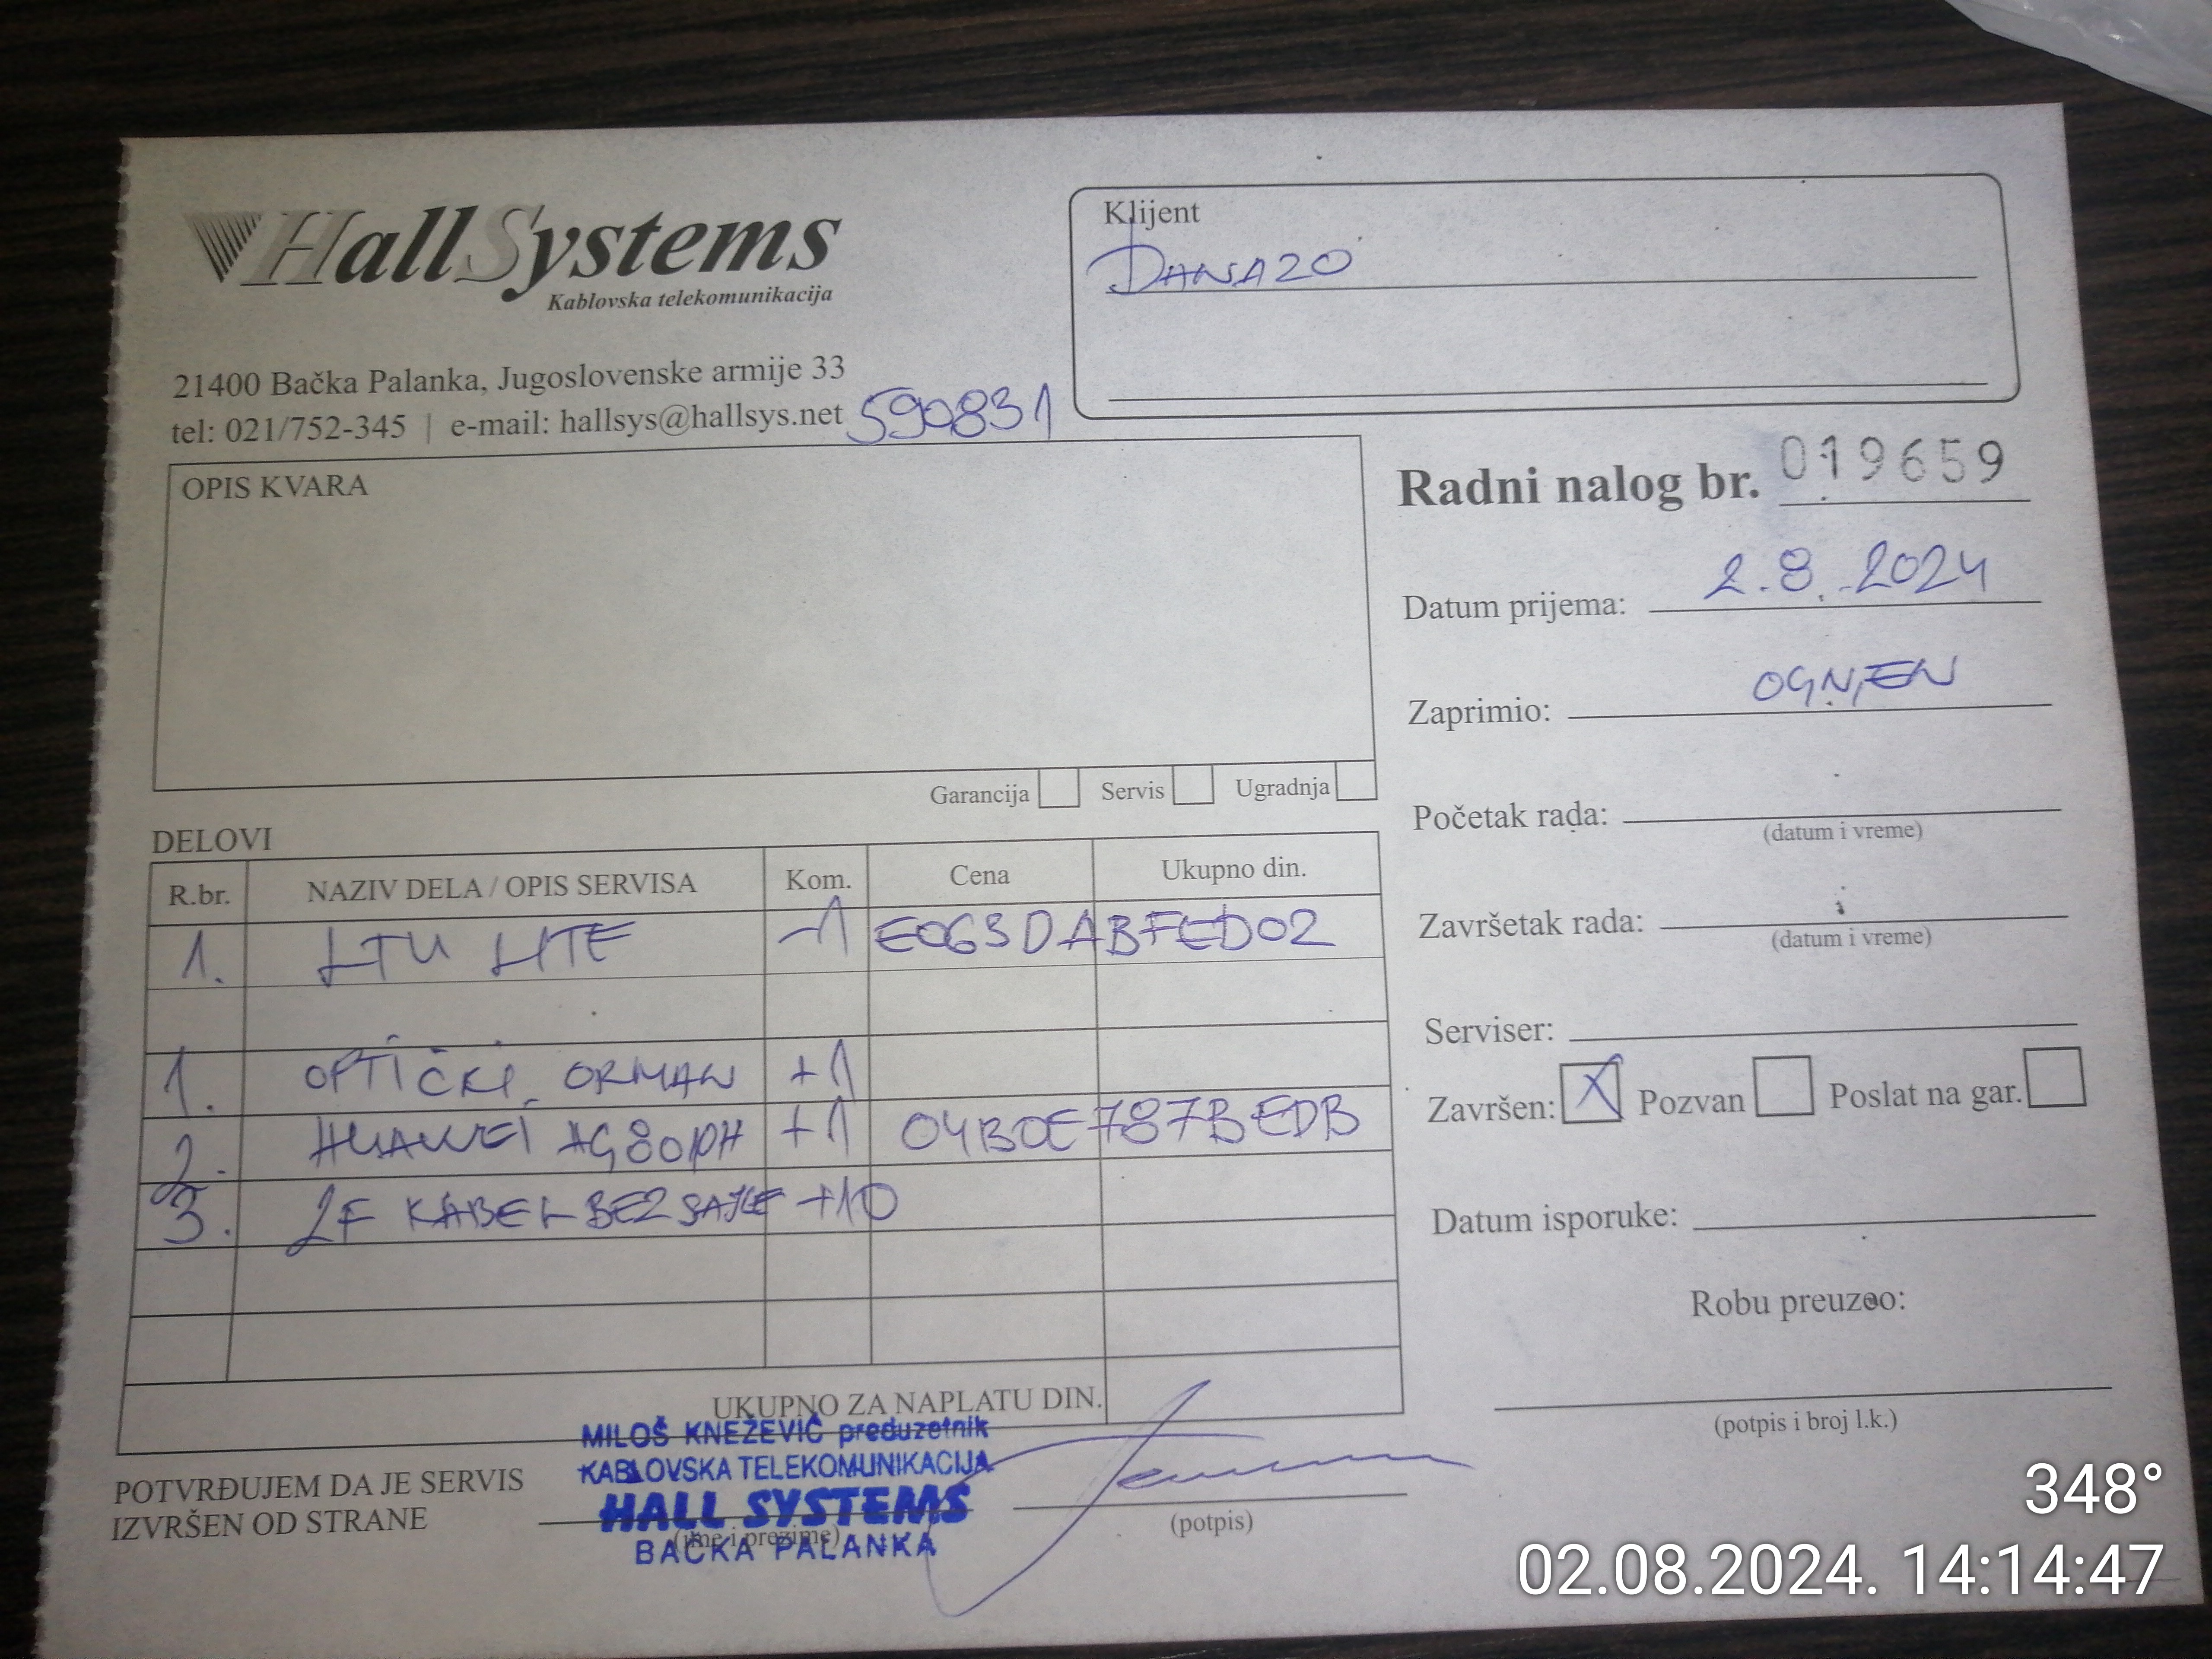 HallSystems
Kablovska telekomunikacija
21400 Bačka Palanka, Jugoslovenske armije 33
tel: 021/752-345 | e-mail: hallsys@hallsys.net
590831
Klijent
DANAZO
Radni nalog br. 019659
OPIS KVARA
Garancija Servis Ugradnja
Datum prijema: 2.8. 2024
Zaprimio: OGNJEN
Početak rada:
(datum i vreme)
Završetak rada:
(datum i vreme)
Serviser:
Završen: X Pozvan Poslat na gar.
Datum isporuke:
Robu preuzeo:
(potpis i broj l.k.)
DELOVI
R.br. NAZIV DELA / OPIS SERVISA Kom. Cena Ukupno din.
1. LTU LITE -1 E063DABFED02
1. OPTIČKI ORMAN +1
2. HUAWEI +1 04B0E787BEDB
3. 2F KABEL BEZ SAJLE +10
UKUPNO ZA NAPLATU DIN.
MILOŠ KNEŽEVIĆ preduzetnik
KABLOVSKA TELEKOMUNIKACIJA
HALL SYSTEMS
BAČKA PALANKA
POTVRĐUJEM DA JE SERVIS
IZVRŠEN OD STRANE
(ime i prezime)
(potpis)
348°
02.08.2024. 14:14:47